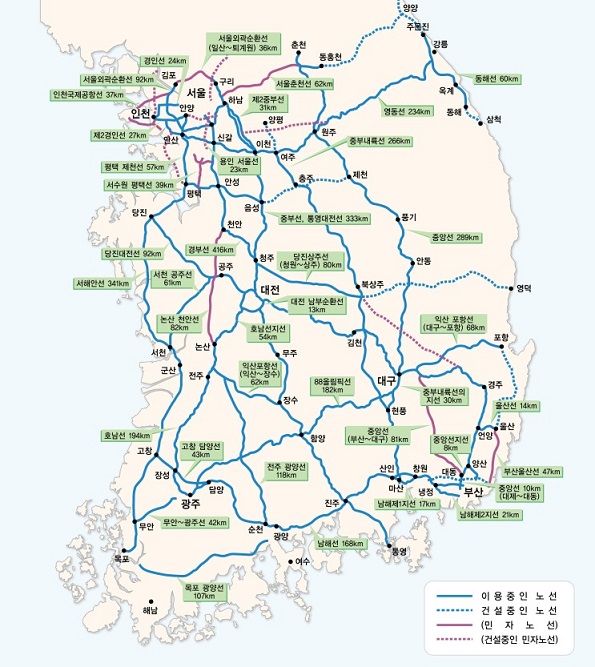 양양
주문진
강릉
서울외곽순환선
(일산~퇴계원) 36km
춘천
동홍천
경인선 24km
김포
서울외곽순환선 92km
구리
서울
서울춘천선 62km
동해선 60km
옥계
인천국제공항선 37km
하남
제2중부선
31km
인천
안양
양평
영동선 234km
동해
삼척
원주
제2경인선 27km
안산
신갈
이천
여주
중부내륙선 266km
평택 제천선 57km
용인 서울선
23km
서수원 평택선 39km
안성
충주
제천
평택
음성
당진
중부선, 통영대전선 333km
풍기
천안
중앙선 289km
당진대전선 92km
경부선 416km
청주
당진상주선
(청원~상주) 80km
안동
서천 공주선
61km
공주
서해안선 341km
대전
북상주
영덕
대전 남부순환선
13km
논산 천안선
82km
호남선지선
54km
익산 포항선
(대구~포항) 68km
서천
논산
무주
김천
포항
군산
전주
익산포항선
(익산~장수)
62km
88올림픽선
182km
대구
경주
중부내륙선의
지선 30km
장수
현풍
울산선 14km
호남선 194km
함양
중앙선
(부산~대구) 81km
언양
울산
고창 담양선
43km
중앙선지선
8km
고창
장성
전주 광양선
118km
산인
창원
대동
양산
부산울산선 47km
담양
마산
냉정
부산
중앙선 10km
(대제~대동)
광주
진주
남해제1지선 17km
남해제2지선 21km
무안
무안~광주선 42km
순천
광양
남해선 168km
통영
목포
여수
목포 광양선
107km
해남
이용중인 노선
건설중인 노선
(민 자 노 선)
(건설중인 민자노선)